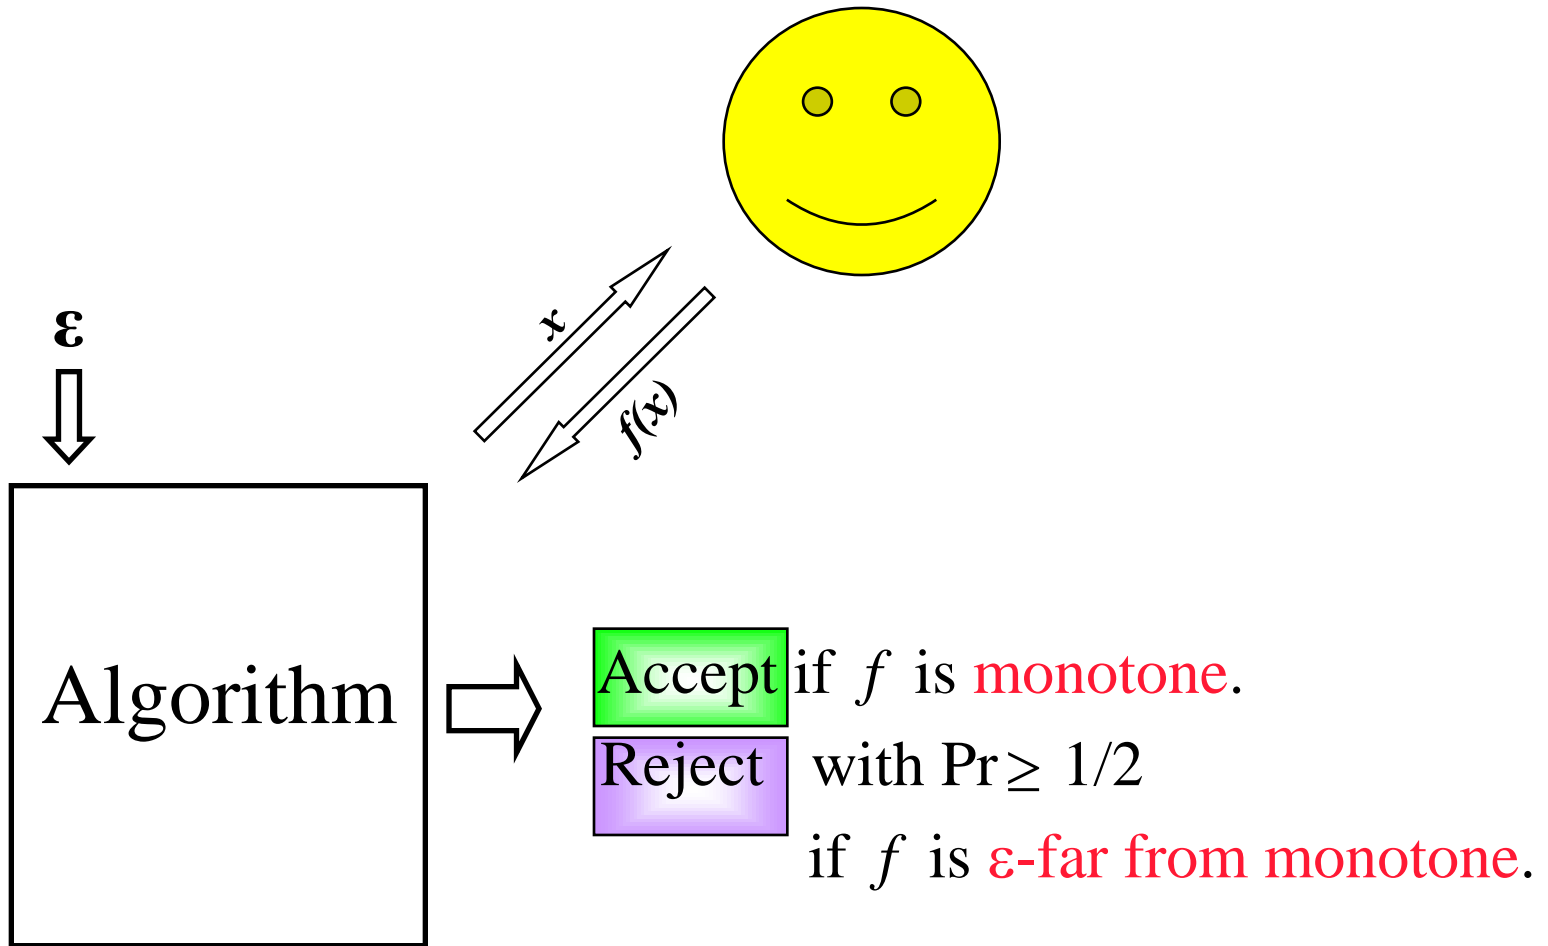 x
ε
f(x)
Algorithm
Accept if f is monotone.
Reject with Pr ≥ 1/2
if f is ε-far from monotone.